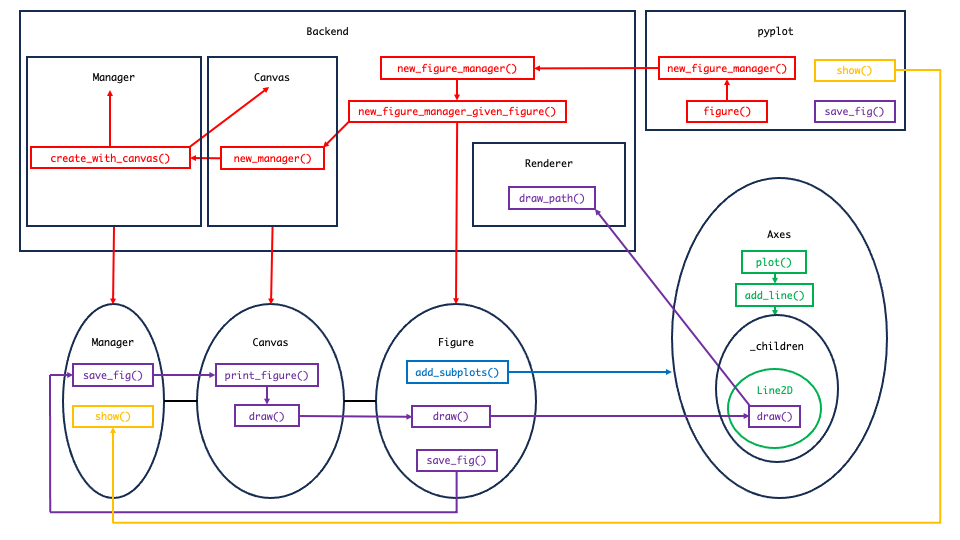 Backend
pyplot
Manager
Canvas
new_figure_manager()
new_figure_manager()
show()
new_figure_manager_given_figure()
figure()
save_fig()
create_with_canvas()
new_manager()
Renderer
draw_path()
Axes
plot()
add_line()
Manager
Canvas
Figure
_children
save_fig()
print_figure()
add_subplots()
Line2D
show()
draw()
draw()
draw()
save_fig()